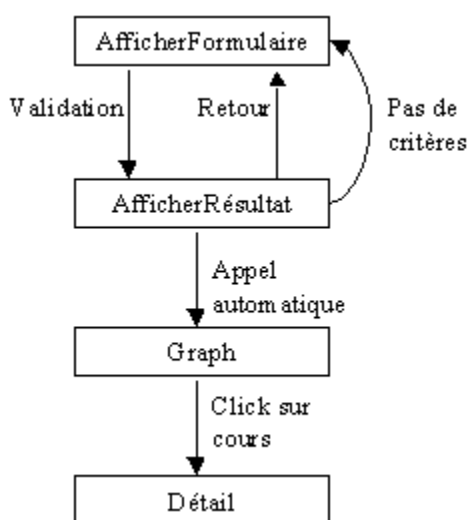 AfficherFormulaire
Validation
Retour
Pas de
critères
AfficherRésultat
Appel
automatique
Graph
Click sur
cours
Détail